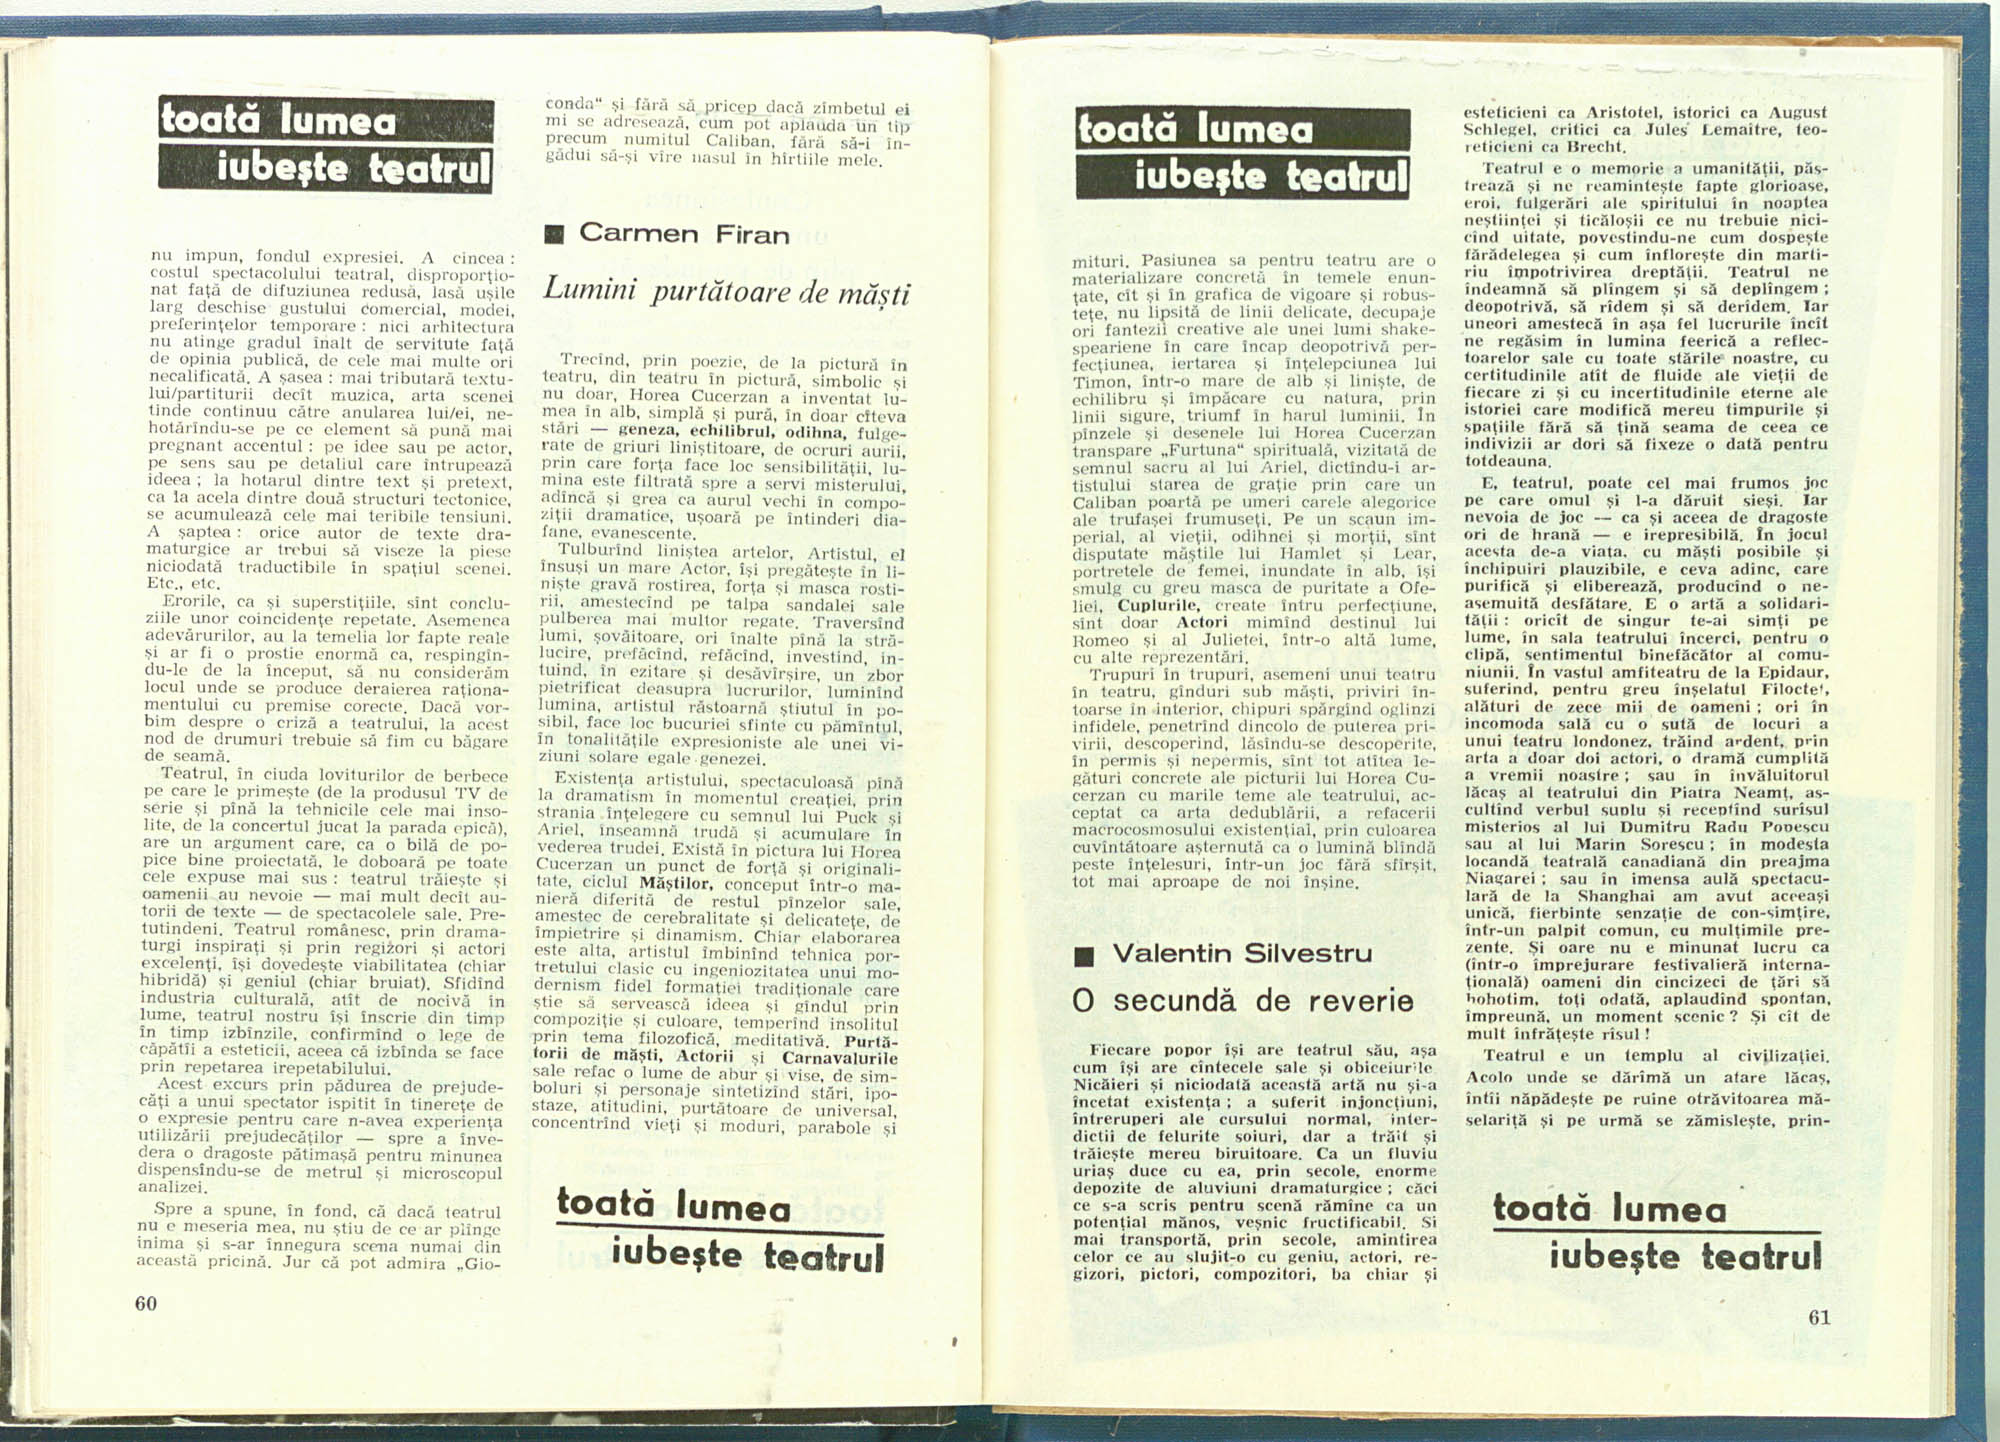 toată lumea
iubește teatrul
nu impun, fondul expresiei. A cincea :
costul spectacolului teatral, disproporțio-
nat față de difuziunea redusă, lasă ușile
larg deschise gustului comercial, modei,
preferințelor temporare : nici arhitectura
nu atinge gradul înalt de servitute față
de opinia publică, de cele mai multe ori
necalificată. A șasea : mai tributară textu-
lui/partiturii decît muzica, arta scenei
tinde continuu către anularea lui/ei, ne-
hotărîndu-se pe ce element să pună mai
pregnant accentul : pe idee sau pe actor,
pe sens sau pe detaliul care întrupează
ideea ; la hotarul dintre text și pretext,
ca la acela dintre două structuri tectonice,
se acumulează cele mai teribile tensiuni.
A șaptea : orice autor de texte dra-
maturgice ar trebui să viseze la piese
niciodată traductibile în spațiul scenei.
Etc., etc.
Erorile, ca și superstițiile, sînt conclu-
ziile unor coincidențe repetate. Asemenea
adevărurilor, au la temelia lor fapte reale
și ar fi o prostie enormă ca, respingîn-
du-le de la început, să nu considerăm
locul unde se produce deraierea raționa-
mentului cu premise corecte. Dacă vor-
bim despre o criză a teatrului, la acest
nod de drumuri trebuie să fim cu băgare
de seamă.
Teatrul, în ciuda loviturilor de berbece
pe care le primește (de la produsul TV de
serie și pînă la tehnicile cele mai inso-
lite, de la concertul jucat la parada epică),
are un argument care, ca o bilă de po-
pice bine proiectată, le doboară pe toate
cele expuse mai sus : teatrul trăiește și
oamenii au nevoie — mai mult decît au-
torii de texte — de spectacolele sale. Pre-
tutindeni. Teatrul românesc, prin drama-
turgi inspirați și prin regizori și actori
excelenți, își dovedește viabilitatea (chiar
hibridă) și geniul (chiar bruiat). Sfidînd
industria culturală, atît de nocivă în
lume, teatrul nostru își înscrie din timp
în timp izbînzile, confirmînd o lege de
căpătîi a esteticii, aceea că izbînda se face
prin repetarea irepetabilului.
Acest excurs prin pădurea de prejude-
căți a unui spectator ispitit în tinerețe de
o expresie pentru care n-avea experiența
utilizării prejudecăților — spre a înve-
dera o dragoste pătimașă pentru minunea
dispensîndu-se de metrul și microscopul
analizei.
Spre a spune, în fond, că dacă teatrul
nu e meseria mea, nu știu de ce ar plînge
inima și s-ar înnegura scena numai din
această pricină. Jur că pot admira „Gio-
60
conda“ și fără să pricep dacă zîmbetul ei
mi se adresează, cum pot aplauda un tip
precum numitul Caliban, fără să-i în-
gădui să-și vîre nasul în hîrtiile mele.
■ Carmen Firan
Lumini purtătoare de măști
Trecînd, prin poezie, de la pictură în
teatru, din teatru în pictură, simbolic și
nu doar, Horea Cucerzan a inventat lu-
mea în alb, simplă și pură, în doar cîteva
stări — geneza, echilibrul, odihna, fulge-
rate de griuri liniștitoare, de ocruri aurii,
prin care forța face loc sensibilității, lu-
mina este filtrată spre a servi misterului,
adîncă și grea ca aurul vechi în compo-
ziții dramatice, ușoară pe întinderi dia-
fane, evanescente.
Tulburînd liniștea artelor, Artistul, el
însuși un mare Actor, își pregătește în li-
niște gravă rostirea, forța și masca rosti-
rii, amestecînd pe talpa sandalei sale
pulberea mai multor regate. Traversînd
lumi, șovăitoare, ori înalte pînă la stră-
lucire, prefăcînd, refăcînd, investind, in-
tuind, în ezitare și desăvîrșire, un zbor
pietrificat deasupra lucrurilor, luminînd
lumina, artistul răstoarnă știutul în po-
sibil, face loc bucuriei sfinte cu pămîntul,
în tonalitățile expresioniste ale unei vi-
ziuni solare egale genezei.
Existența artistului, spectaculoasă pînă
la dramatism în momentul creației, prin
strania înțelegere cu semnul lui Puck și
Ariel, înseamnă trudă și acumulare în
vederea trudei. Există în pictura lui Horea
Cucerzan un punct de forță și originali-
tate, ciclul Măștilor, conceput într-o ma-
nieră diferită de restul pînzelor sale,
amestec de cerebralitate și delicatețe, de
împietrire și dinamism. Chiar elaborarea
este alta, artistul îmbinînd tehnica por-
tretului clasic cu ingeniozitatea unui mo-
dernism fidel formației tradiționale care
știe să servească ideea și gîndul prin
compoziție și culoare, temperînd insolitul
prin tema filozofică, meditativă. Purtă-
torii de măști, Actorii și Carnavalurile
sale refac o lume de abur și vise, de sim-
boluri și personaje sintetizînd stări, ipo-
staze, atitudini, purtătoare de universal,
concentrînd vieți și moduri, parabole și
toată lumea
iubește teatrul
toată lumea
iubește teatrul
mituri. Pasiunea sa pentru teatru are o
materializare concretă în temele enun-
țate, cît și în grafica de vigoare și robus-
tețe, nu lipsită de linii delicate, decupaje
ori fantezii creative ale unei lumi shake-
speariene în care încap deopotrivă per-
fecțiunea, iertarea și înțelepciunea lui
Timon, într-o mare de alb și liniște, de
echilibru și împăcare cu natura, prin
linii sigure, triumf în harul luminii. În
pînzele și desenele lui Horea Cucerzan
transpare „Furtuna“ spirituală, vizitată de
semnul sacru al lui Ariel, dictîndu-i ar-
tistului starea de grație prin care un
Caliban poartă pe umeri carele alegorice
ale trufașei frumuseți. Pe un scaun im-
perial, al vieții, odihnei și morții, sînt
disputate măștile lui Hamlet și Lear,
portretele de femei, inundate în alb, își
smulg cu greu masca de puritate a Ofe-
liei, Cuplurile, create întru perfecțiune,
sînt doar Actori mimînd destinul lui
Romeo și al Julietei, într-o altă lume,
cu alte reprezentări.
Trupuri în trupuri, asemeni unui teatru
în teatru, gînduri sub măști, priviri în-
toarse în interior, chipuri spărgînd oglinzi
infidele, penetrînd dincolo de puterea pri-
virii, descoperind, lăsîndu-se descoperite,
în permis și nepermis, sînt tot atîtea le-
gături concrete ale picturii lui Horea Cu-
cerzan cu marile teme ale teatrului, ac-
ceptat ca arta dedublării, a refacerii
macrocosmosului existențial, prin culoarea
cuvîntătoare așternută ca o lumină blîndă
peste înțelesuri, într-un joc fără sfîrșit,
tot mai aproape de noi înșine.
■ Valentin Silvestru
O secundă de reverie
Fiecare popor își are teatrul său, așa
cum își are cîntecele sale și obiceiurile
Nicăieri și niciodată această artă nu și-a
încetat existența ; a suferit injoncțiuni,
întreruperi ale cursului normal, inter-
dicții de felurite soiuri, dar a trăit și
trăiește mereu biruitoare. Ca un fluviu
uriaș duce cu ea, prin secole, enorme
depozite de aluviuni dramaturgice ; căci
ce s-a scris pentru scenă rămîne ca un
potențial mănos, veșnic fructificabil. Si
mai transportă, prin secole, amintirea
celor ce au slujit-o cu geniu, actori, re-
gizori, pictori, compozitori, ba chiar și
esteticieni ca Aristotel, istorici ca August
Schlegel, critici ca Jules Lemaitre, teo-
reticieni ca Brecht.
Teatrul e o memorie a umanității, păs-
trează și ne reamintește fapte glorioase,
eroi, fulgerări ale spiritului în noaptea
neștiinței și ticăloșii ce nu trebuie nici-
cînd uitate, povestindu-ne cum dospește
fărădelegea și cum înflorește din marti-
riu împotrivirea dreptății. Teatrul ne
îndeamnă să plîngem și să deplîngem ;
deopotrivă, să rîdem și să derîdem. Iar
uneori amestecă în așa fel lucrurile încît
ne regăsim în lumina feerică a reflec-
toarelor sale cu toate stările noastre, cu
certitudinile atît de fluide ale vieții de
fiecare zi și cu incertitudinile eterne ale
istoriei care modifică mereu timpurile și
spațiile fără să țină seama de ceea ce
indivizii ar dori să fixeze o dată pentru
totdeauna.
E, teatrul, poate cel mai frumos joc
pe care omul și l-a dăruit sieși. Iar
nevoia de joc — ca și aceea de dragoste
ori de hrană — e irepresibilă. În jocul
acesta de-a viața, cu măști posibile și
închipuiri plauzibile, e ceva adînc, care
purifică și eliberează, producînd o ne-
asemuită desfătare. E o artă a solidari-
tății : oricît de singur te-ai simți pe
lume, în sala teatrului încerci, pentru o
clipă, sentimentul binefăcător al comu-
niunii. În vastul amfiteatru de la Epidaur,
suferind, pentru greu înșelatul Filoctet,
alături de zece mii de oameni ; ori în
incomoda sală cu o sută de locuri a
unui teatru londonez, trăind ardent, prin
arta a doar doi actori, o dramă cumplită
a vremii noastre ; sau în învăluitorul
lăcaș al teatrului din Piatra Neamț, as-
cultînd verbul suplu și receptînd surîsul
misterios al lui Dumitru Radu Popescu
sau al lui Marin Sorescu ; în modesta
locandă teatrală canadiană din preajma
Niagarei ; sau în imensa aulă spectacu-
lară de la Shanghai am avut aceeași
unică, fierbinte senzație de con-simțire,
într-un palpit comun, cu mulțimile pre-
zente. Și oare nu e minunat lucru ca
(într-o împrejurare festivalieră interna-
țională) oameni din cincizeci de țări să
hohotim, toți odată, aplaudînd spontan,
împreună, un moment scenic ? Și cît de
mult înfrățește rîsul !
Teatrul e un templu al civilizației.
Acolo unde se dărîmă un atare lăcaș,
întîi năpădește pe ruine otrăvitoarea mă-
selariță și pe urmă se zămislește, prin-
toată lumea
iubește teatrul
61